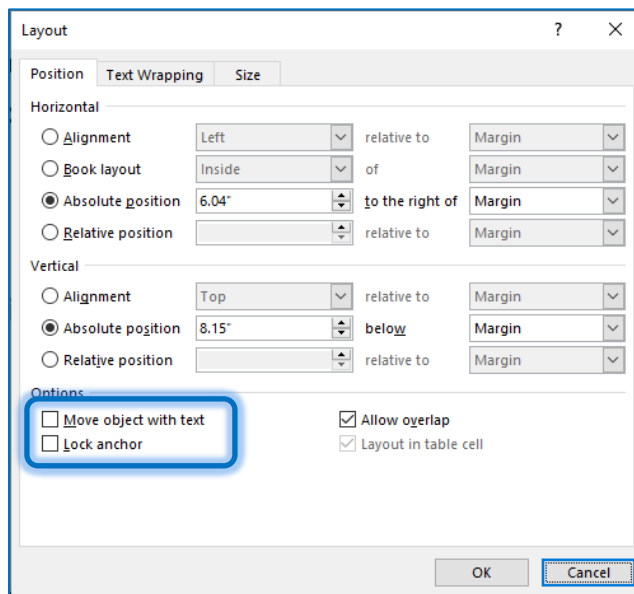 Layout ?
Position Text Wrapping Size
Horizontal
Alignment Left relative to Margin
Book layout Inside of Margin
Absolute position 6.04" to the right of Margin
Relative position relative to Margin
Vertical
Alignment Top relative to Margin
Absolute position 8.15" below Margin
Relative position relative to Margin
Options
Move object with text Allow overlap
Lock anchor Layout in table cell
OK Cancel